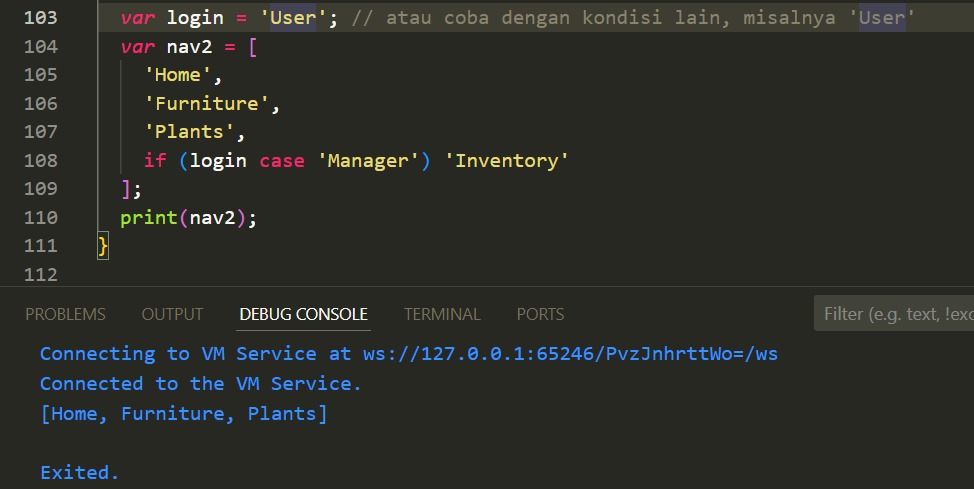 103 var login = 'User'; // atau coba dengan kondisi lain, misalnya 'User'
104 var nav2 = [
105 'Home',
106 'Furniture',
107 'Plants',
108 if (login case 'Manager') 'Inventory'
109 ];
110 print(nav2);
111 }
112
PROBLEMS OUTPUT DEBUG CONSOLE TERMINAL PORTS Filter (e.g. text, !exc
Connecting to VM Service at ws://127.0.0.1:65246/PvzJnhrttWo=/ws
Connected to the VM Service.
[Home, Furniture, Plants]
Exited.